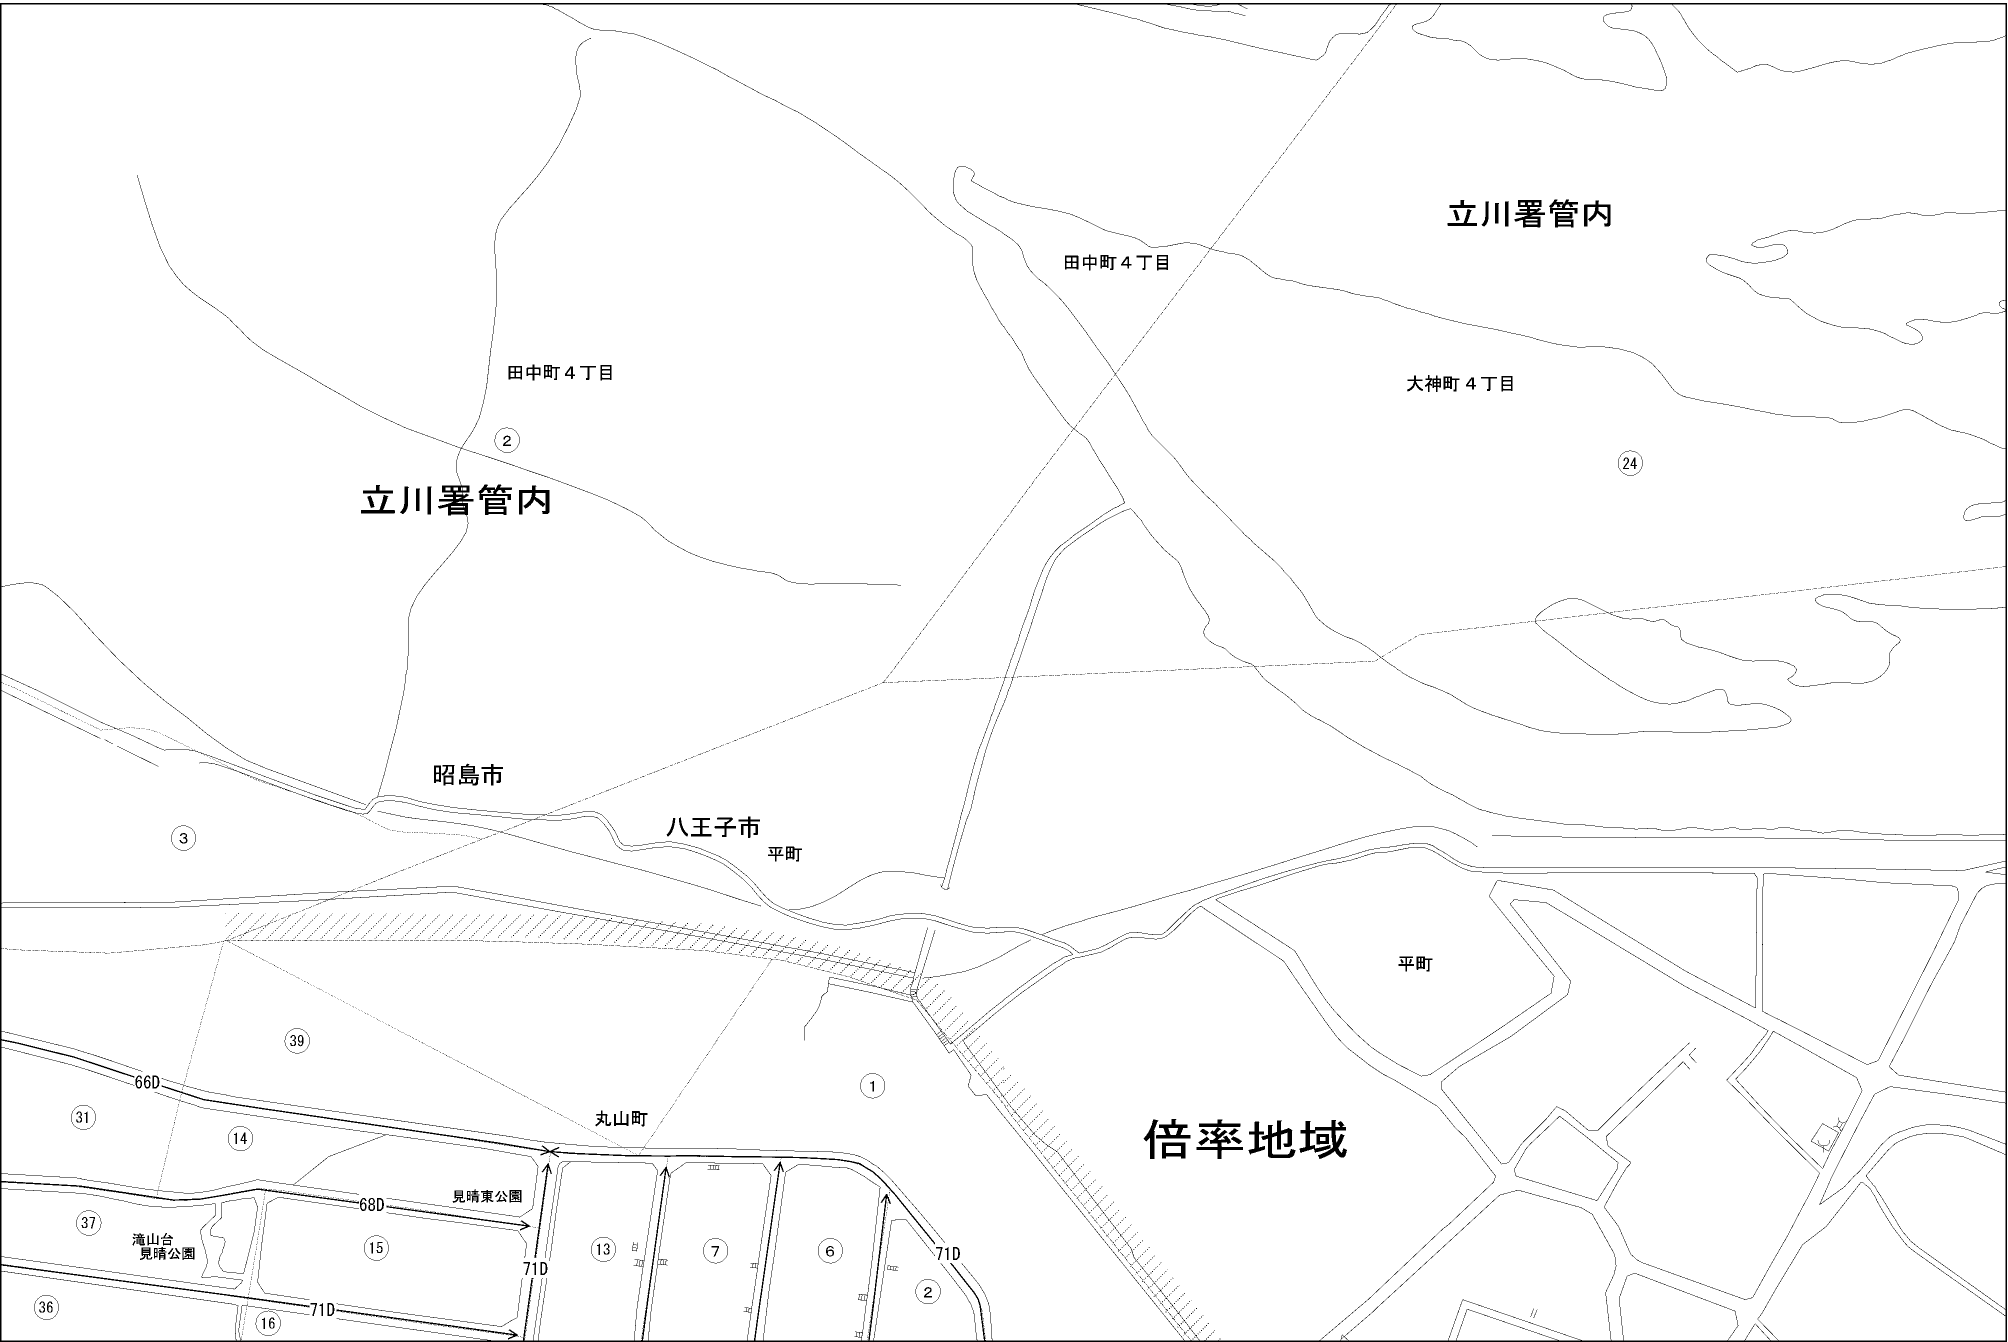 立川署管内
田中町４丁目
田中町４丁目
大神町４丁目
2
24
立川署管内
昭島市
八王子市
平町
3
平町
39
1
66D
31
14
丸山町
倍率地域
見晴東公園
68D
37
滝山台
見晴公園
15
13
7
6
71D
71D
2
36
71D
16